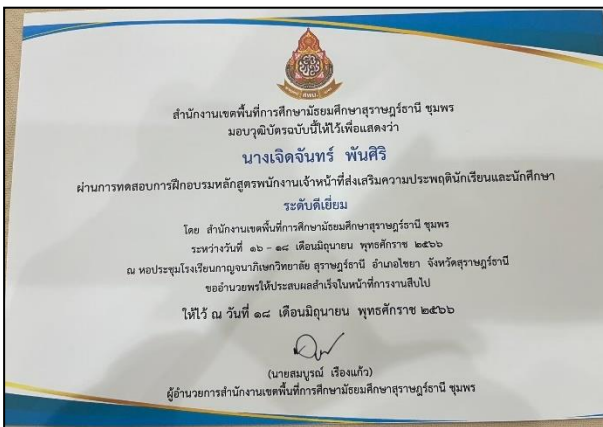 สำนักงานเขตพื้นที่การศึกษามัธยมศึกษาสุราษฎร์ธานี ชุมพร
มอบวุฒิบัตรฉบับนี้ให้ไว้เพื่อแสดงว่า
นางเจิดจันทร์ พันศิริ
ผ่านการทดสอบการฝึกอบรมหลักสูตรพนักงานเจ้าหน้าที่ส่งเสริมความประพฤตินักเรียนและนักศึกษา
ระดับดีเยี่ยม
โดย สำนักงานเขตพื้นที่การศึกษามัธยมศึกษาสุราษฎร์ธานี ชุมพร
ระหว่างวันที่ ๑๖ - ๑๘ เดือนมิถุนายน พุทธศักราช ๒๕๖๖
ณ หอประชุมโรงเรียนกาญจนาภิเษกวิทยาลัย สุราษฎร์ธานี อำเภอไชยา จังหวัดสุราษฎร์ธานี
ขออำนวยพรให้ประสบผลสำเร็จในหน้าที่การงานสืบไป
ให้ไว้ ณ วันที่ ๑๘ เดือนมิถุนายน พุทธศักราช ๒๕๖๖
(นายสมบูรณ์ เรืองแก้ว)
ผู้อำนวยการสำนักงานเขตพื้นที่การศึกษามัธยมศึกษาสุราษฎร์ธานี ชุมพร